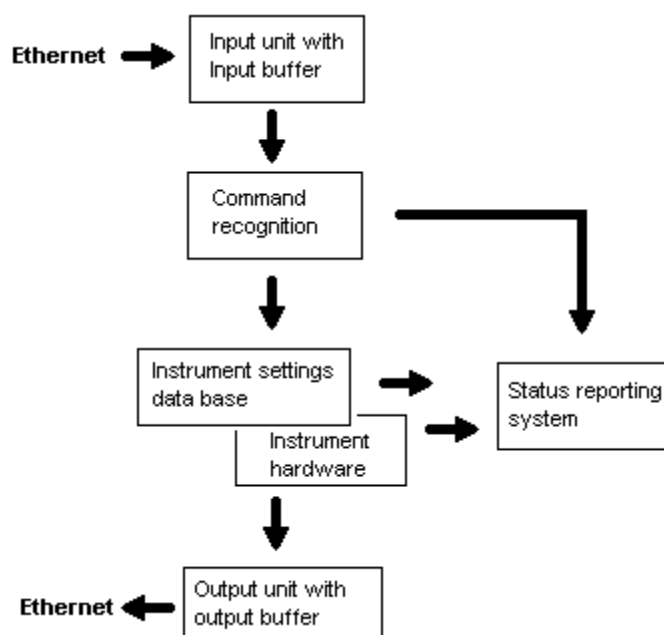 Ethernet
Input unit with
Input buffer
Command
recognition
Instrument settings
data base
Instrument
hardware
Status reporting
system
Output unit with
output buffer
Ethernet